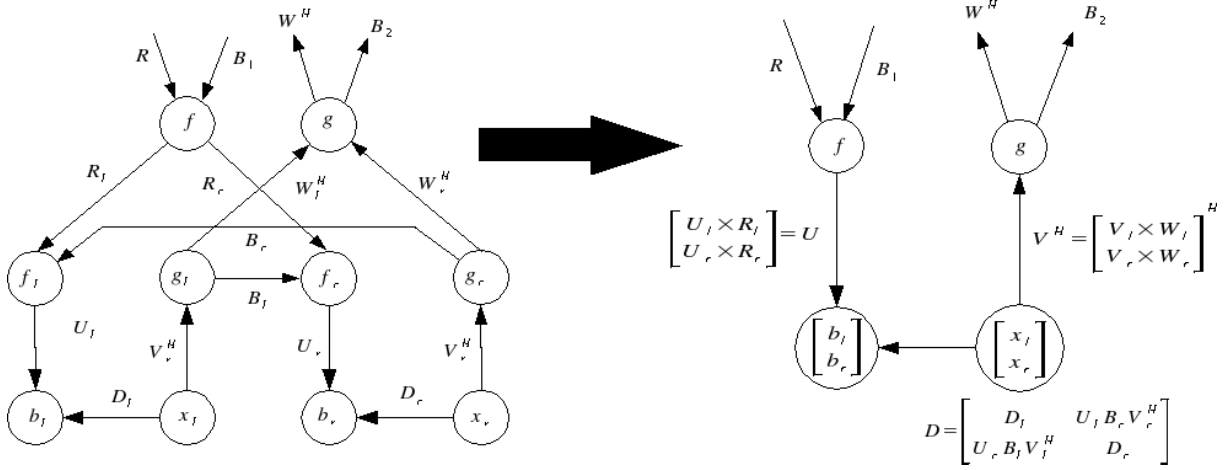 W^H
B_2
R
B_1
f
g
R_l
R_r
W_l^H
W_r^H
B_r
f_l
g_l
f_r
g_r
B_l
U_l
V_r^H
U_r
V_r^H
D_l
D_r
b_l
x_l
b_r
x_r
W^H
B_2
R
B_1
f
g
[U_l × R_l
U_r × R_r] = U
V^H = [V_l × W_l
V_r × W_r]^H
[b_l
b_r]
[x_l
x_r]
D = [D_l U_l B_r V_r^H
U_r B_l V_l^H D_r]